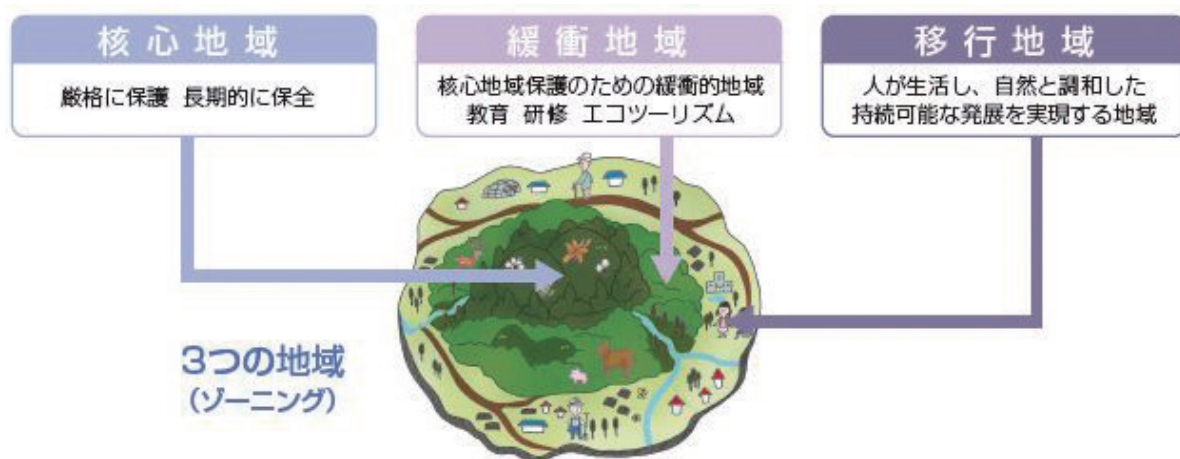 核心地域
厳格に保護 長期的に保全
緩衝地域
核心地域保護のための緩衝的地域
教育 研修 エコツーリズム
移行地域
人が生活し、自然と調和した
持続可能な発展を実現する地域
3つの地域
(ゾーニング)